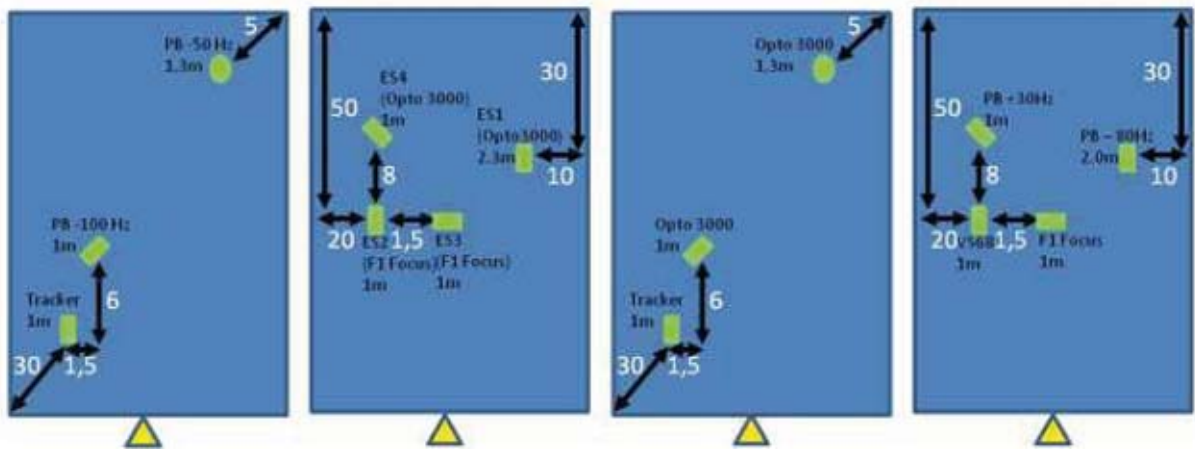 5
PB -50 Hz
1.3m
PB -100 Hz
1m
6
Tracker
1m
30
1,5
30
ES4
(Opto 3000)
1m
50
ES1
(Opto3000)
2.3m
10
8
20
1,5
ES2
(F1 Focus)
1m
ES3
(F1 Focus)
1m
5
Opto 3000
1.3m
Opto 3000
1m
6
Tracker
1m
30
1,5
30
50
PB -30Hz
1m
PB - 80Hz
2.0m
10
8
20
1,5
VS6B
1m
F1 Focus
1m